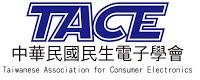 TACE
中華民國民生電子學會
Taiwanese Association for Consumer Electronics